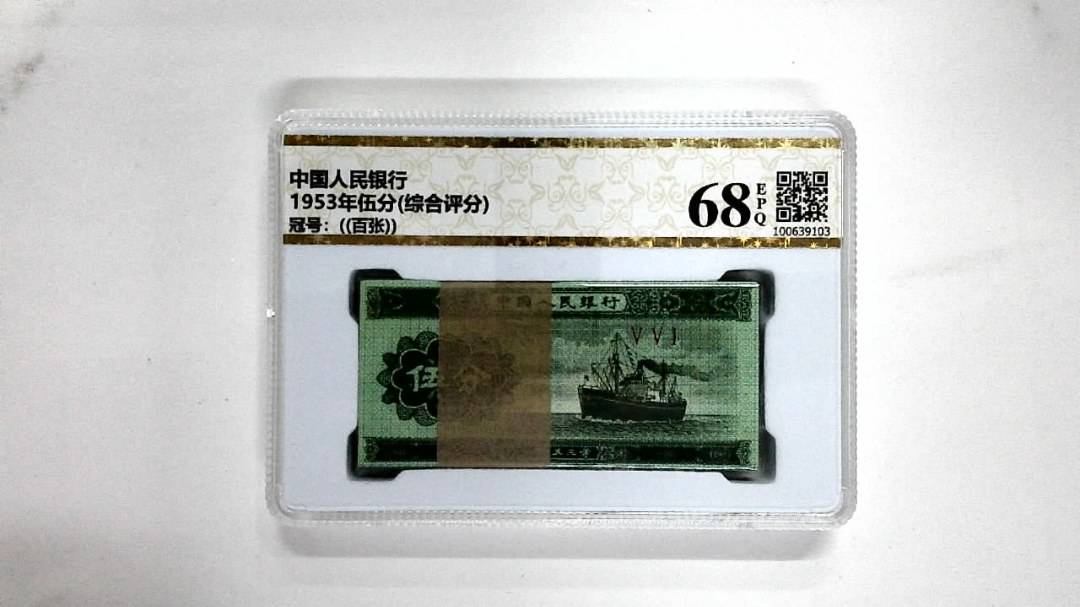 中国人民银行
1953年伍分(综合评分)
冠号：((百张))
68
EPQ
100639103
中国人民银行
VVI
伍分